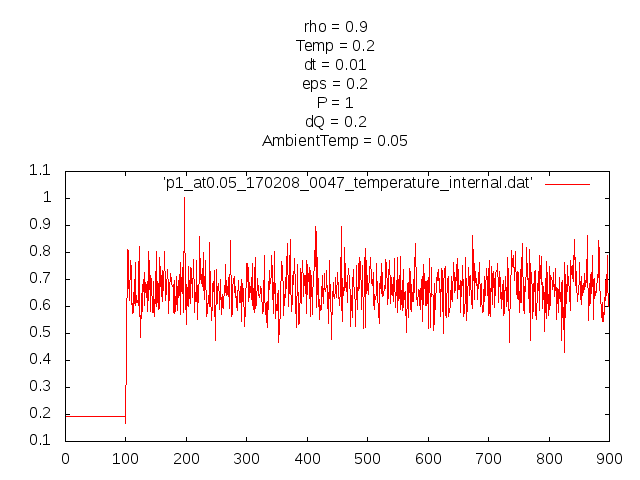 rho = 0.9
Temp = 0.2
dt = 0.01
eps = 0.2
P = 1
dQ = 0.2
AmbientTemp = 0.05
'p1_at0.05_170208_0047_temperature_internal.dat'
1.1
1
0.9
0.8
0.7
0.6
0.5
0.4
0.3
0.2
0.1
0 100 200 300 400 500 600 700 800 900